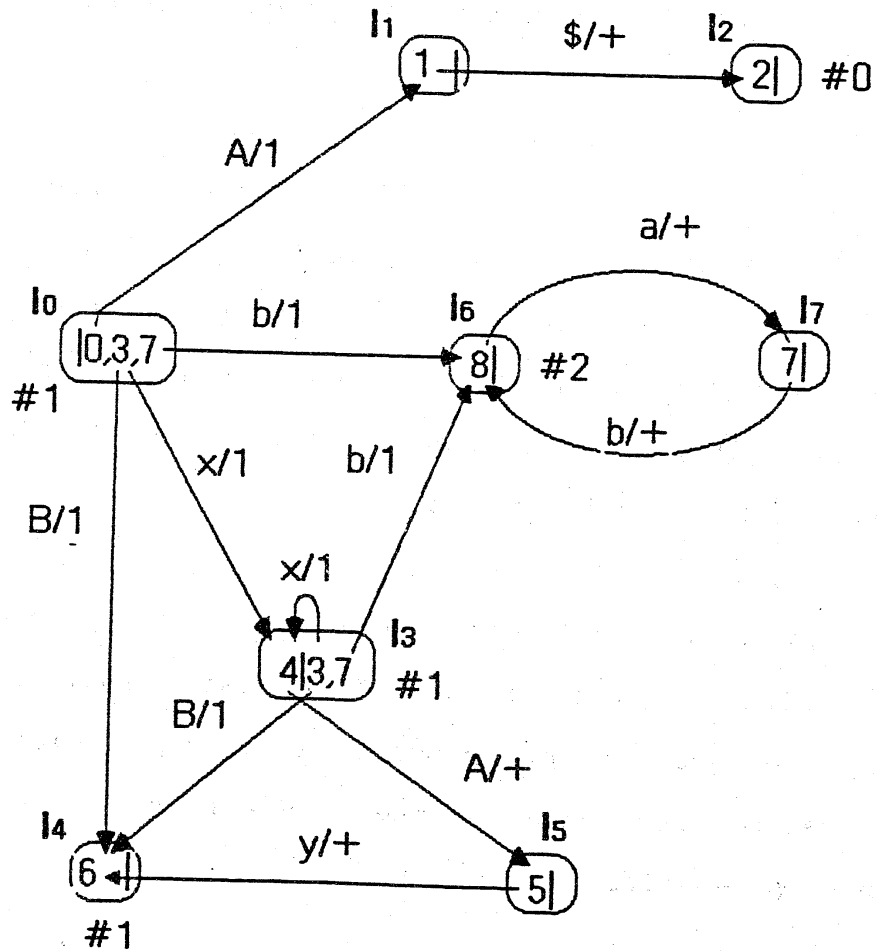 I1
$/+
I2
1|
2|
#0
A/1
a/+
I0
b/1
I6
I7
|0,3,7
8|
#2
7|
#1
x/1
b/1
b/+
B/1
x/1
I3
4|3,7
#1
B/1
A/+
I4
y/+
I5
6|
5|
#1